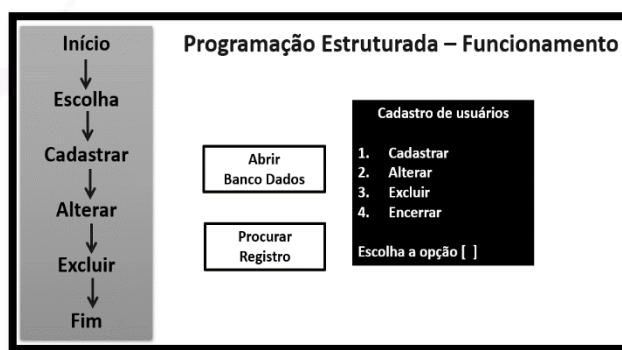 Programação Estruturada – Funcionamento
Início
Escolha
Cadastrar
Alterar
Excluir
Fim
Abrir
Banco Dados
Procurar
Registro
Cadastro de usuários
1. Cadastrar
2. Alterar
3. Excluir
4. Encerrar
Escolha a opção [ ]